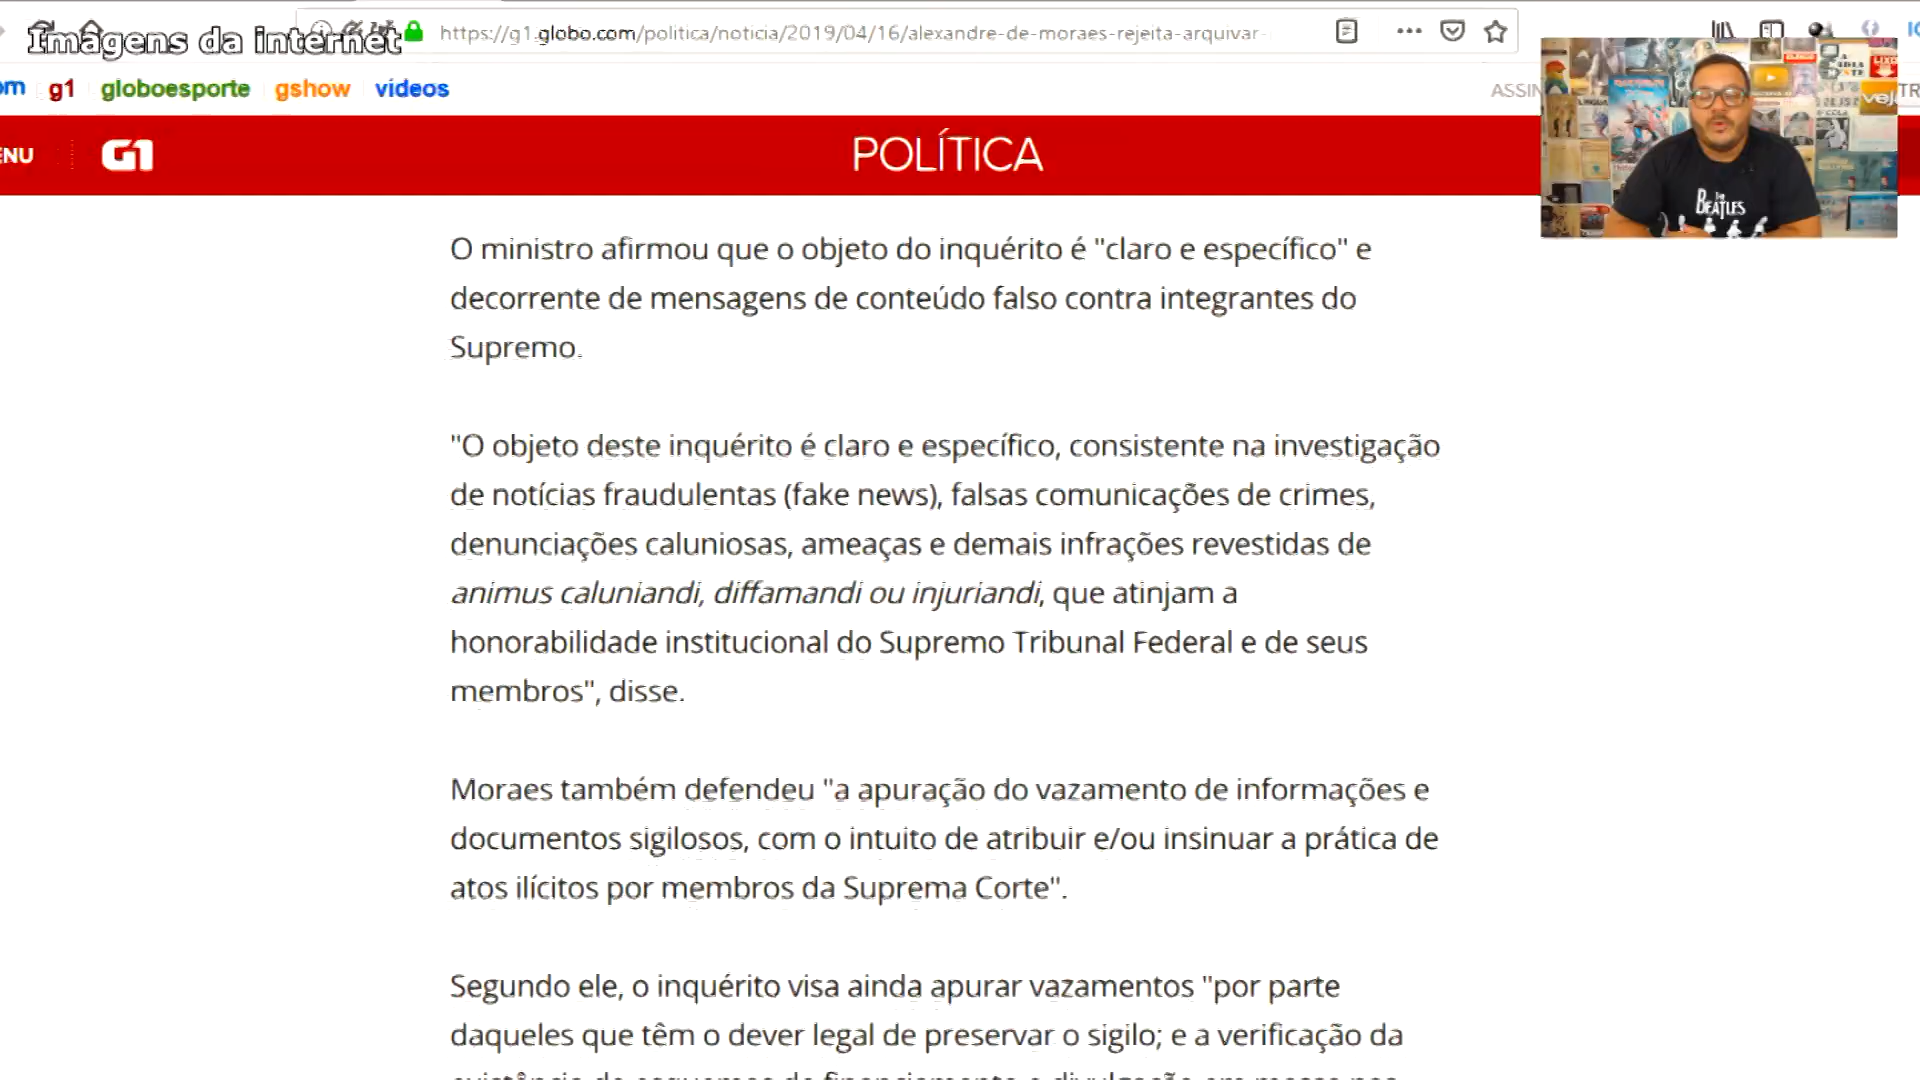 Imagens da internet
https://g1.globo.com/politica/noticia/2019/04/16/alexandre-de-moraes-rejeita-arquivar-
om g1 globoesporte gshow vídeos
ASSIN
ENU G1 POLÍTICA
THE BEATLES
O ministro afirmou que o objeto do inquérito é "claro e específico" e
decorrente de mensagens de conteúdo falso contra integrantes do
Supremo.
"O objeto deste inquérito é claro e específico, consistente na investigação
de notícias fraudulentas (fake news), falsas comunicações de crimes,
denunciações caluniosas, ameaças e demais infrações revestidas de
animus caluniandi, diffamandi ou injuriandi, que atinjam a
honorabilidade institucional do Supremo Tribunal Federal e de seus
membros", disse.
Moraes também defendeu "a apuração do vazamento de informações e
documentos sigilosos, com o intuito de atribuir e/ou insinuar a prática de
atos ilícitos por membros da Suprema Corte".
Segundo ele, o inquérito visa ainda apurar vazamentos "por parte
daqueles que têm o dever legal de preservar o sigilo; e a verificação da